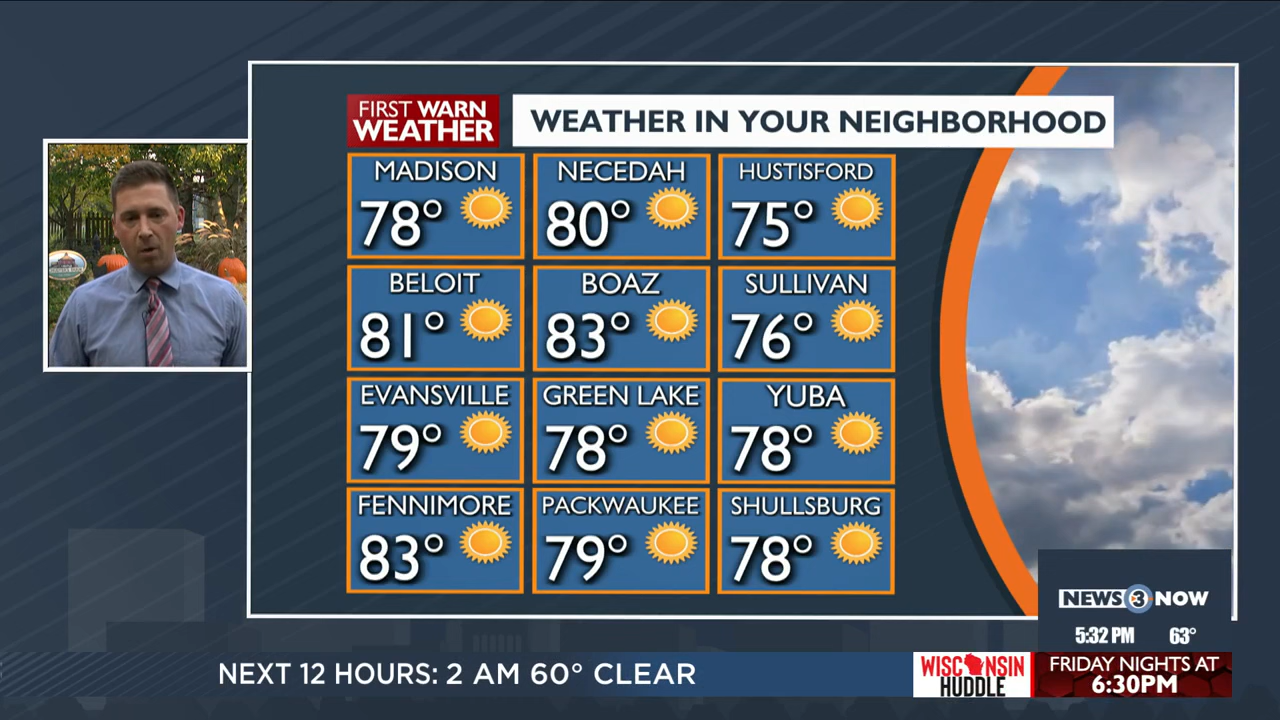 FIRST WARN
WEATHER
WEATHER IN YOUR NEIGHBORHOOD
MADISON
78°
NECEDAH
80°
HUSTISFORD
75°
BELOIT
81°
BOAZ
83°
SULLIVAN
76°
EVANSVILLE
79°
GREEN LAKE
78°
YUBA
78°
FENNIMORE
83°
PACKWAUKEE
79°
SHULLSBURG
78°
NEWS 3 NOW
5:32 PM 63°
NEXT 12 HOURS: 2 AM 60° CLEAR
WISCONSIN
HUDDLE
FRIDAY NIGHTS AT
6:30PM